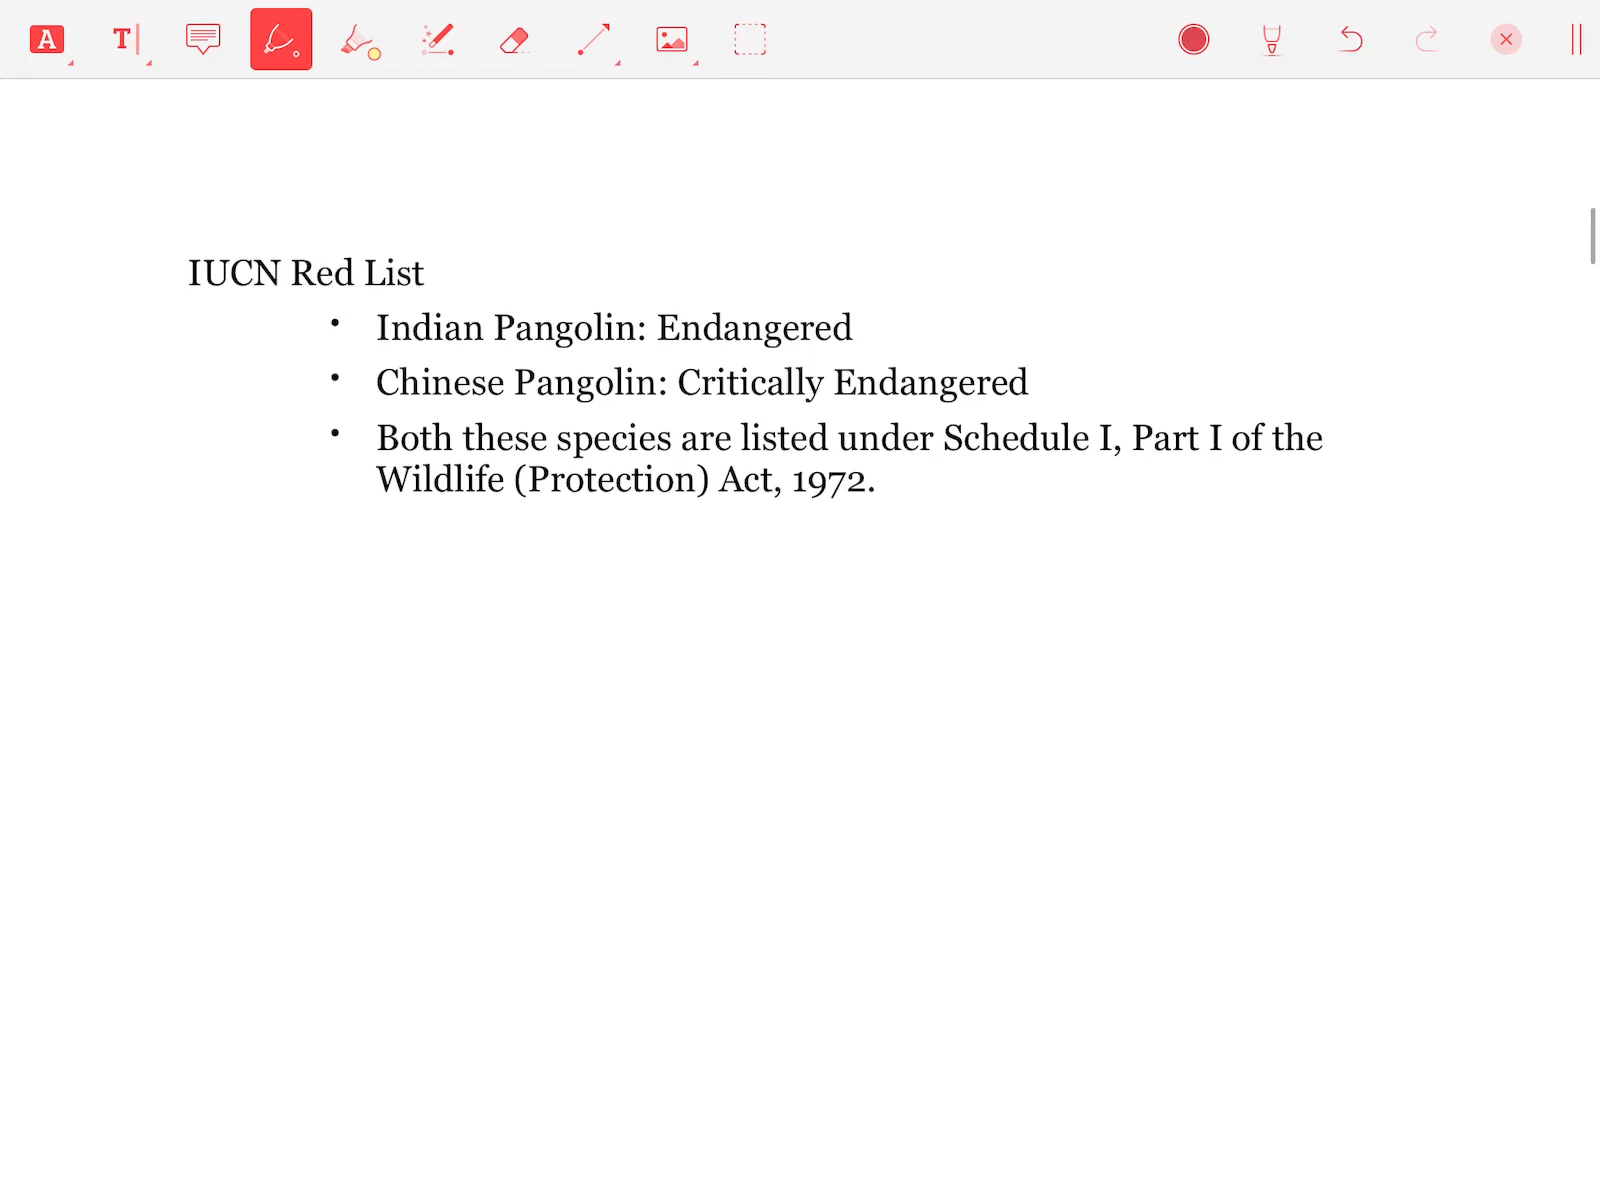 A
T
IUCN Red List
• Indian Pangolin: Endangered
• Chinese Pangolin: Critically Endangered
• Both these species are listed under Schedule I, Part I of the
Wildlife (Protection) Act, 1972.